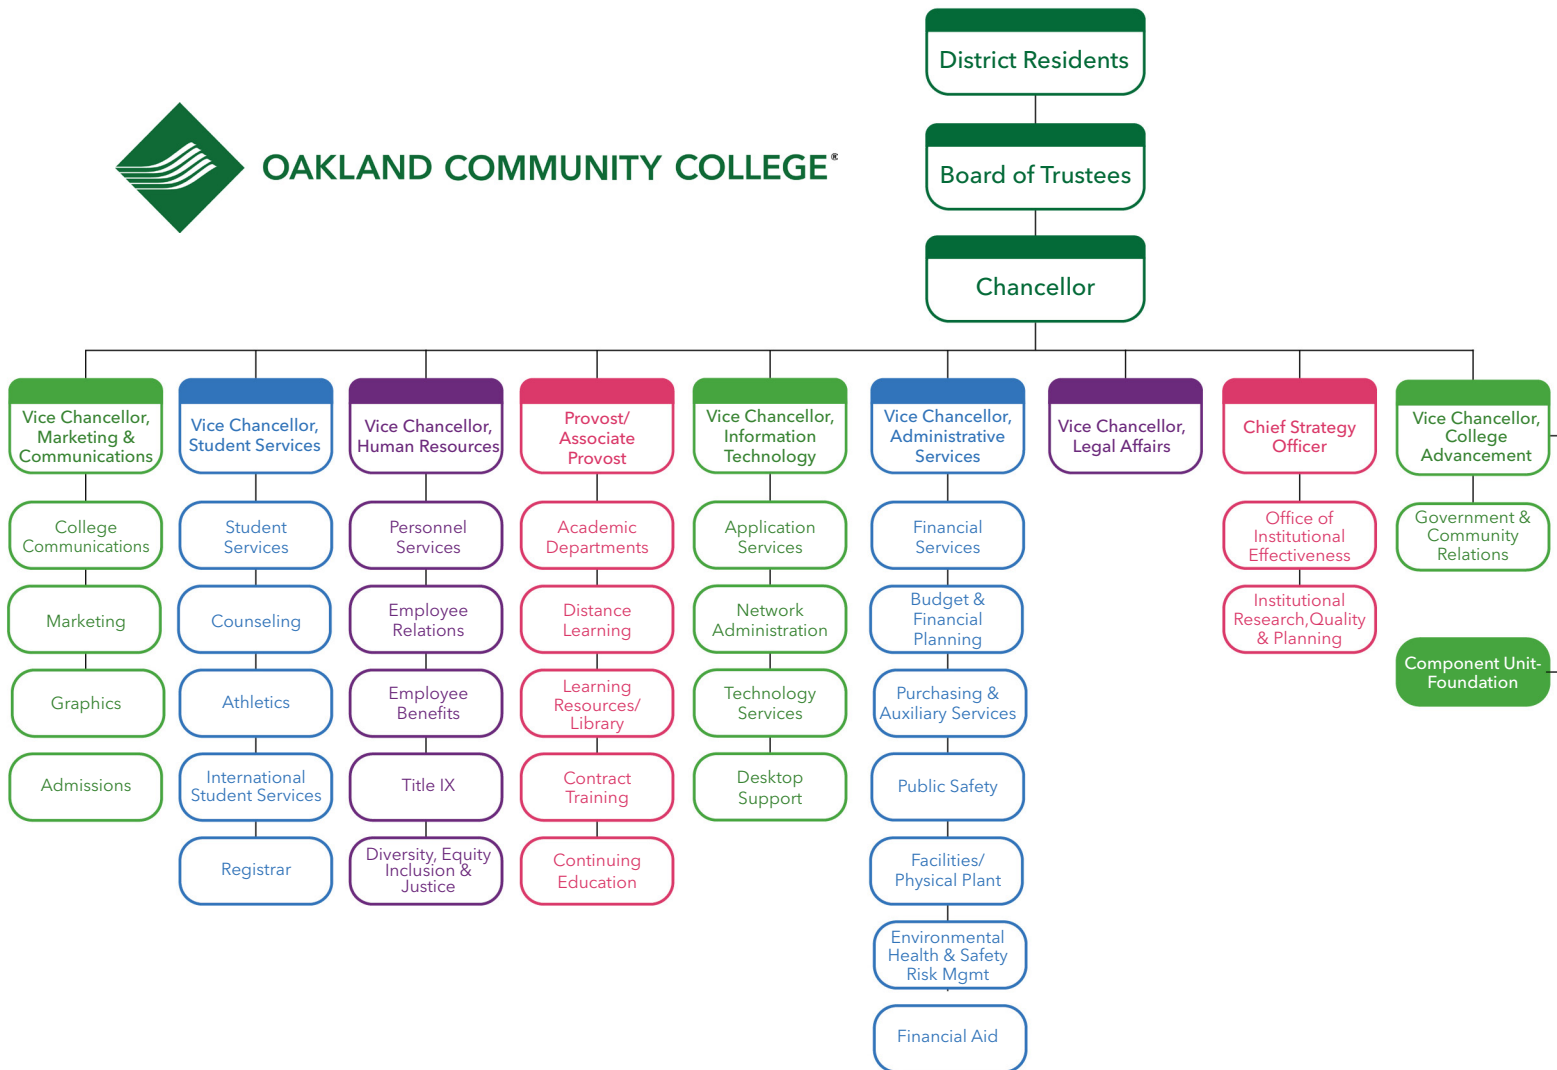 District Residents
OAKLAND COMMUNITY COLLEGE®
Board of Trustees
Chancellor
Vice Chancellor,
Marketing &
Communications
College
Communications
Marketing
Graphics
Admissions
Vice Chancellor,
Student Services
Student
Services
Counseling
Athletics
International
Student Services
Registrar
Vice Chancellor,
Human Resources
Personnel
Services
Employee
Relations
Employee
Benefits
Title IX
Diversity, Equity
Inclusion &
Justice
Provost/
Associate
Provost
Academic
Departments
Distance
Learning
Learning
Resources/
Library
Contract
Training
Continuing
Education
Vice Chancellor,
Information
Technology
Application
Services
Network
Administration
Technology
Services
Desktop
Support
Vice Chancellor,
Administrative
Services
Financial
Services
Budget &
Financial
Planning
Purchasing &
Auxiliary Services
Public Safety
Facilities/
Physical Plant
Environmental
Health & Safety
Risk Mgmt
Financial Aid
Vice Chancellor,
Legal Affairs
Chief Strategy
Officer
Office of
Institutional
Effectiveness
Institutional
Research,Quality
& Planning
Vice Chancellor,
College
Advancement
Government &
Community
Relations
Component Unit-
Foundation